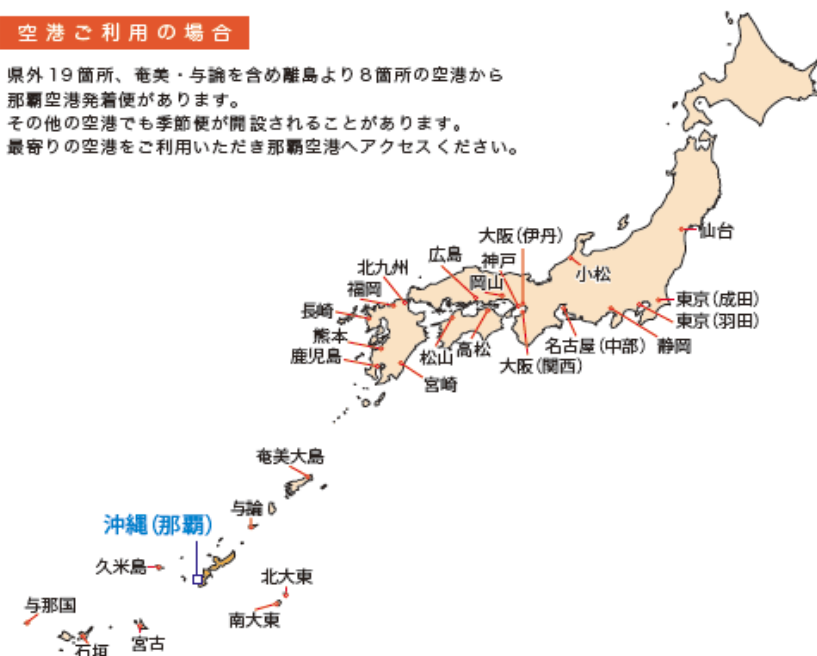 空港ご利用の場合
県外19箇所、奄美・与論を含め離島より8箇所の空港から
那覇空港発着便があります。
その他の空港でも季節便が開設されることがあります。
最寄りの空港をご利用いただき那覇空港へアクセスください。
仙台
大阪(伊丹)
広島
神戸
小松
北九州
岡山
福岡
東京(成田)
長崎
東京(羽田)
熊本
名古屋(中部)
静岡
高松
松山
鹿児島
大阪(関西)
宮崎
奄美大島
与論
沖縄(那覇)
久米島
北大東
与那国
南大東
宮古
石垣